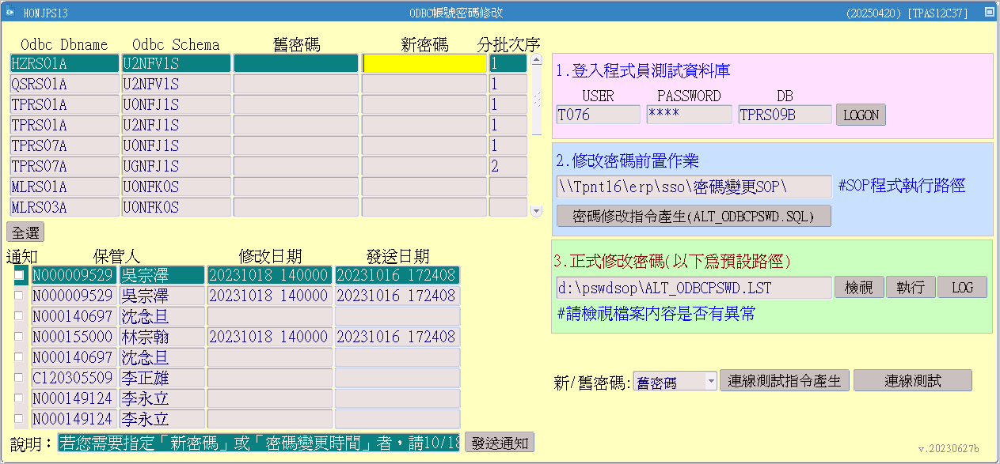 HONJPS13 ODBC帳號密碼修改 (20250420) [TPAS12C37]
Odbc Dbname Odbc Schema 舊密碼 新密碼 分批次序
HZRS01A U2NFV1S 1
QSRS01A U2NFV1S 1
TPRS01A U0NFJ1S 1
TPRS01A U2NFJ1S 1
TPRS07A U0NFJ1S 1
TPRS07A UGNFJ1S 2
MLRS01A U0NFK0S
MLRS03A U0NFK0S
全選
通知 保管人 修改日期 發送日期
N000009529 吳宗澤 20231018 140000 20231016 172408
N000009529 吳宗澤 20231018 140000 20231016 172408
N000140697 沈念旦
N000155000 林宗翰 20231018 140000 20231016 172408
N000140697 沈念旦
C120305509 李正雄
N000149124 李永立
N000149124 李永立
說明：若您需要指定「新密碼」或「密碼變更時間」者，請10/18 發送通知
1.登入程式員測試資料庫
USER PASSWORD DB
T076 **** TPRS09B LOGON
2.修改密碼前置作業
\\Tpnt16\erp\sso\密碼變更SOP\ #SOP程式執行路徑
密碼修改指令產生(ALT_ODBCPSWD.SQL)
3.正式修改密碼(以下為預設路徑)
d:\pswdsop\ALT_ODBCPSWD.LST 檢視 執行 LOG
#請檢視檔案內容是否有異常
新/舊密碼: 舊密碼 連線測試指令產生 連線測試
v.20230627b